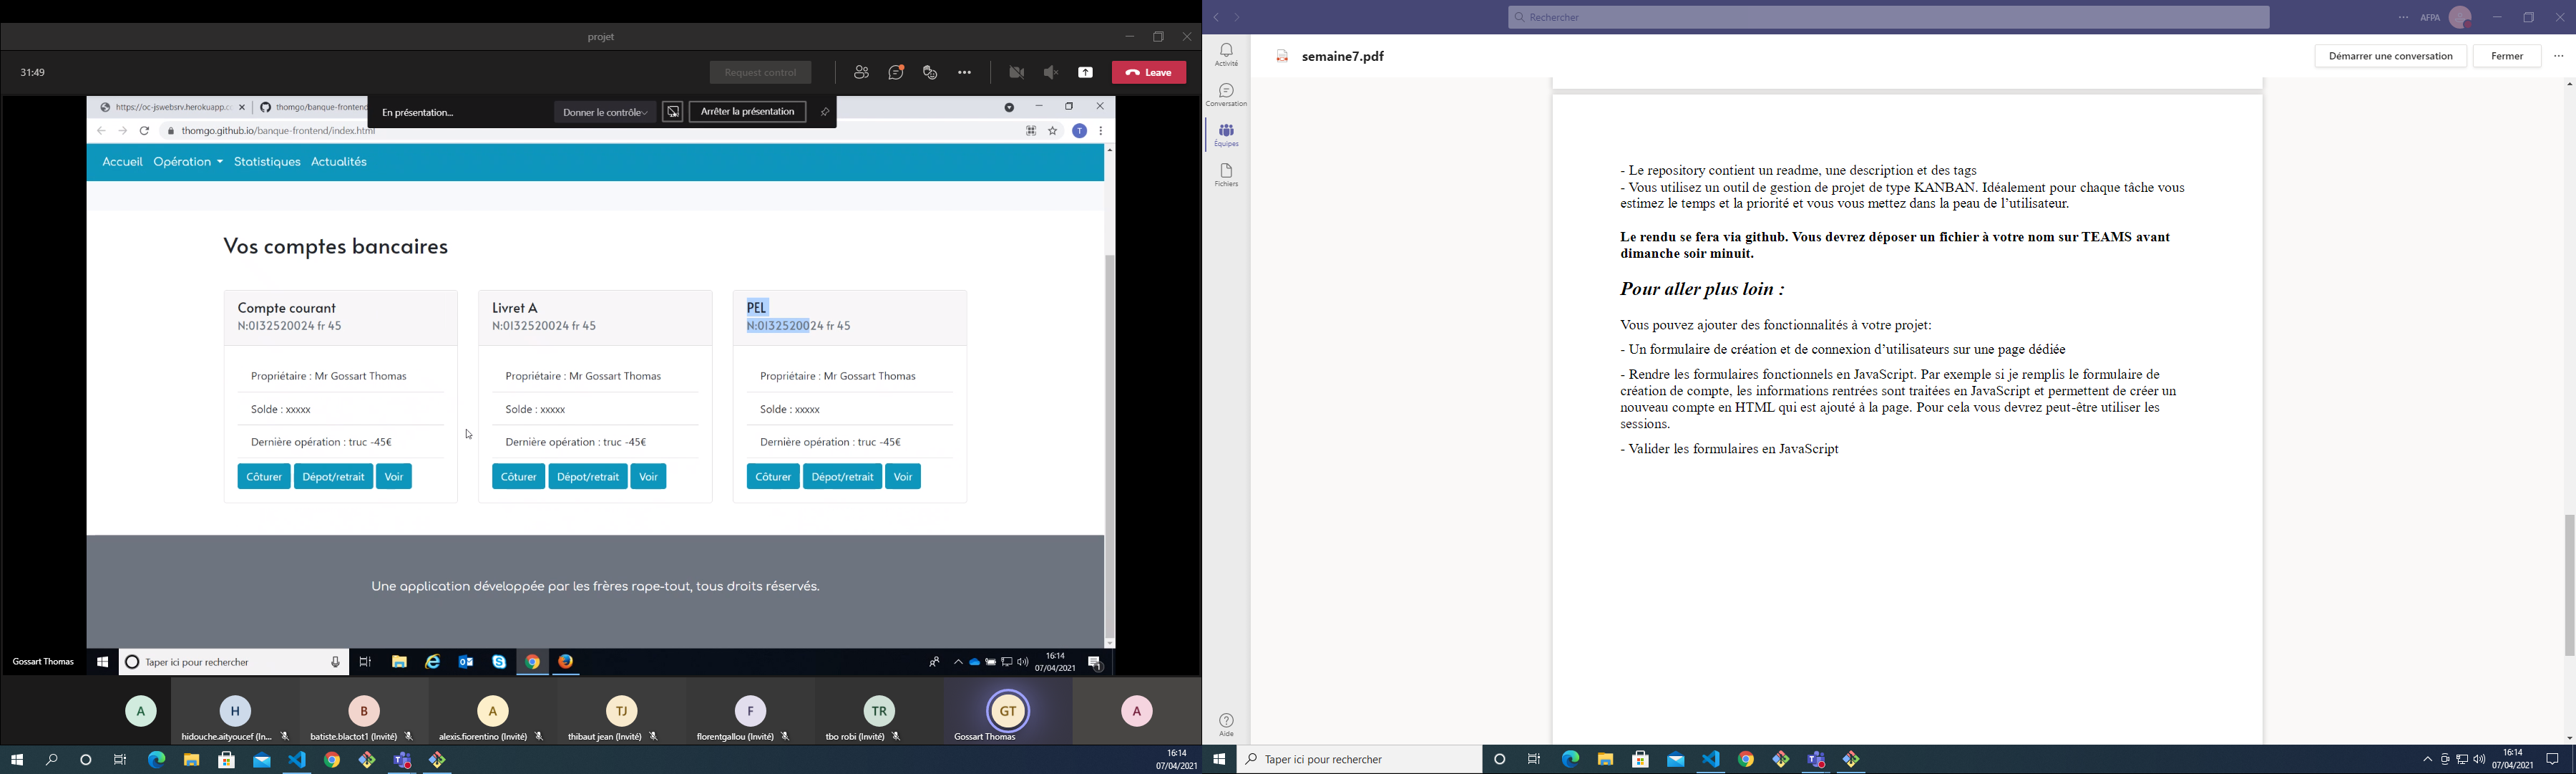 projet
31:49
Request control
Leave
https://oc-jswebsrv.herokuapp.c
thomgo/banque-frontend
En présentation...
Donner le contrôle
Arrêter la présentation
thomgo.github.io/banque-frontend/index.html
T
Accueil Opération Statistiques Actualités
Vos comptes bancaires
Compte courant
N:0132520024 fr 45
Propriétaire : Mr Gossart Thomas
Solde : xxxxx
Dernière opération : truc -45€
Côturer Dépot/retrait Voir
Livret A
N:0132520024 fr 45
Propriétaire : Mr Gossart Thomas
Solde : xxxxx
Dernière opération : truc -45€
Côturer Dépot/retrait Voir
PEL
N:0132520024 fr 45
Propriétaire : Mr Gossart Thomas
Solde : xxxxx
Dernière opération : truc -45€
Côturer Dépot/retrait Voir
Une application développée par les frères rape-tout, tous droits réservés.
Gossart Thomas
Taper ici pour rechercher
16:14
07/04/2021
1
A
H
hidouche.aityoucef (In...
B
batiste.blactot1 (Invité)
A
alexis.fiorentino (Invité)
TJ
thibaut jean (Invité)
F
florentgallou (Invité)
TR
tbo robi (Invité)
GT
Gossart Thomas
A
16:14
07/04/2021
Rechercher
AFPA
Activité
Conversation
Équipes
Fichiers
Aide
semaine7.pdf
Démarrer une conversation
Fermer
- Le repository contient un readme, une description et des tags
- Vous utilisez un outil de gestion de projet de type KANBAN. Idéalement pour chaque tâche vous
estimez le temps et la priorité et vous vous mettez dans la peau de l’utilisateur.
Le rendu se fera via github. Vous devrez déposer un fichier à votre nom sur TEAMS avant
dimanche soir minuit.
Pour aller plus loin :
Vous pouvez ajouter des fonctionnalités à votre projet:
- Un formulaire de création et de connexion d’utilisateurs sur une page dédiée
- Rendre les formulaires fonctionnels en JavaScript. Par exemple si je remplis le formulaire de
création de compte, les informations rentrées sont traitées en JavaScript et permettent de créer un
nouveau compte en HTML qui est ajouté à la page. Pour cela vous devrez peut-être utiliser les
sessions.
- Valider les formulaires en JavaScript
Taper ici pour rechercher
16:14
07/04/2021